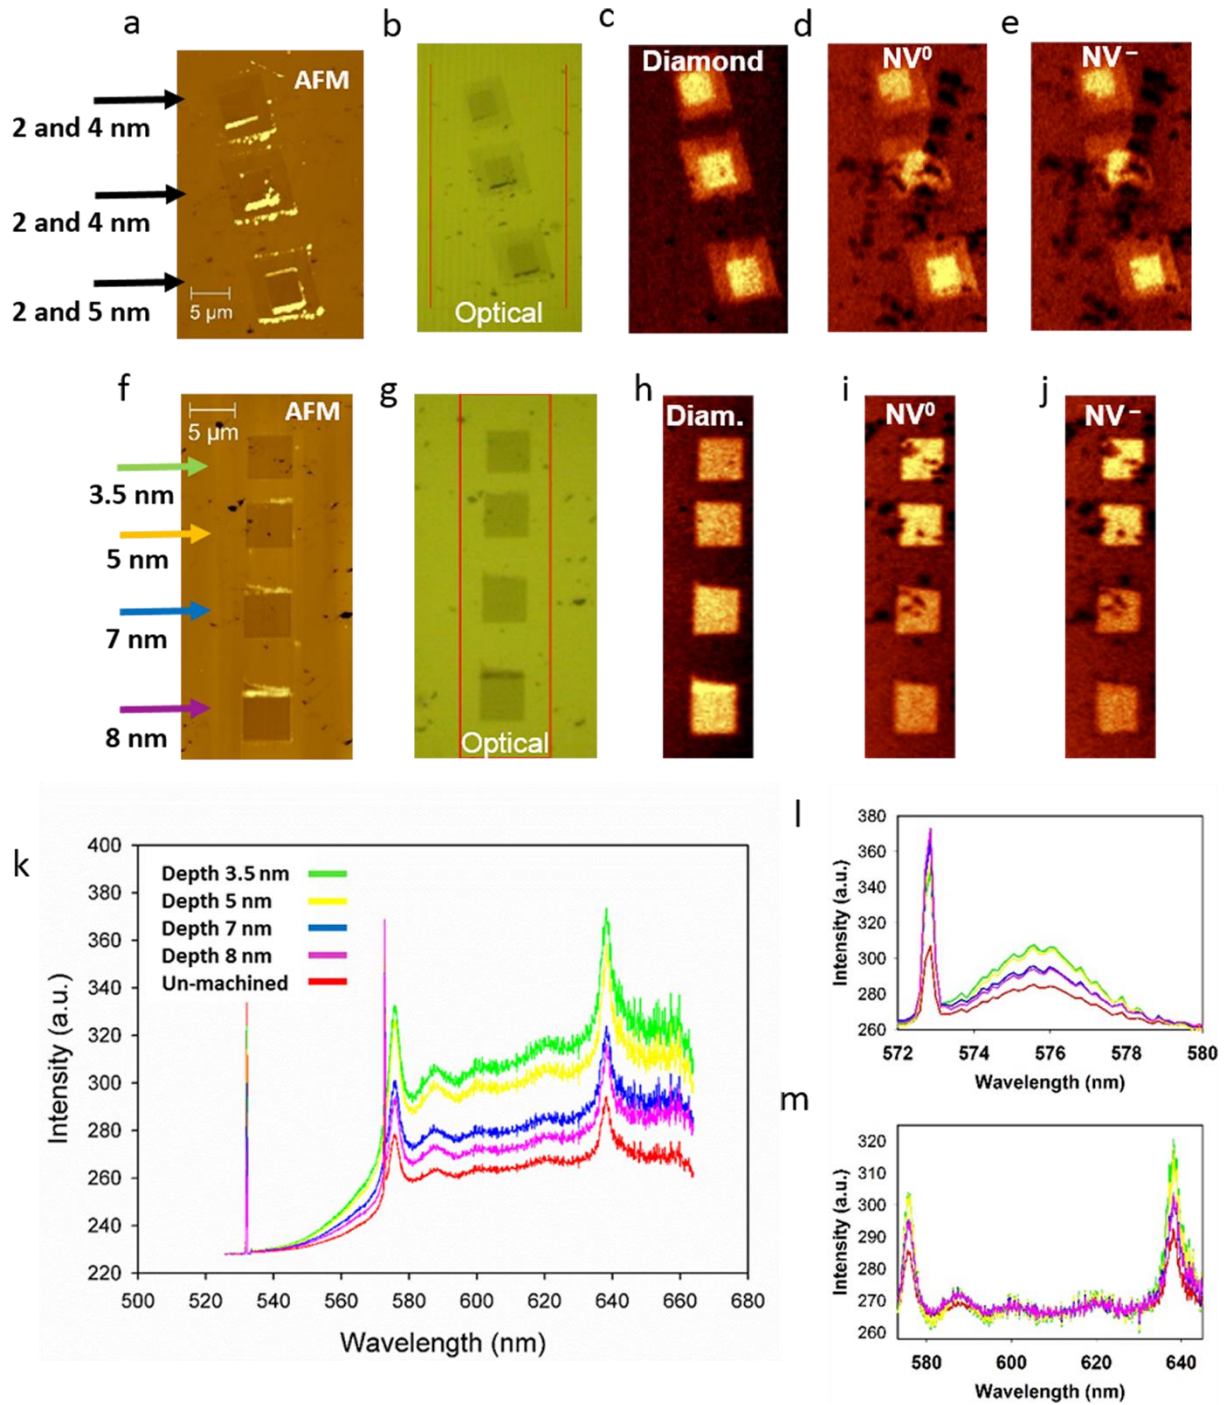 a
b
c
d
e
AFM
Diamond
NV⁰
NV⁻
2 and 4 nm
2 and 4 nm
2 and 5 nm
5 μm
Optical
f
g
h
i
j
5 μm
AFM
Diam.
NV⁰
NV⁻
3.5 nm
5 nm
7 nm
8 nm
Optical
k
Intensity (a.u.)
400
380
360
340
320
300
280
260
240
220
Depth 3.5 nm
Depth 5 nm
Depth 7 nm
Depth 8 nm
Un-machined
500 520 540 560 580 600 620 640 660 680
Wavelength (nm)
l
Intensity (a.u.)
380
360
340
320
300
280
260
572 574 576 578 580
Wavelength (nm)
m
Intensity (a.u.)
320
310
300
290
280
270
260
580 600 620 640
Wavelength (nm)